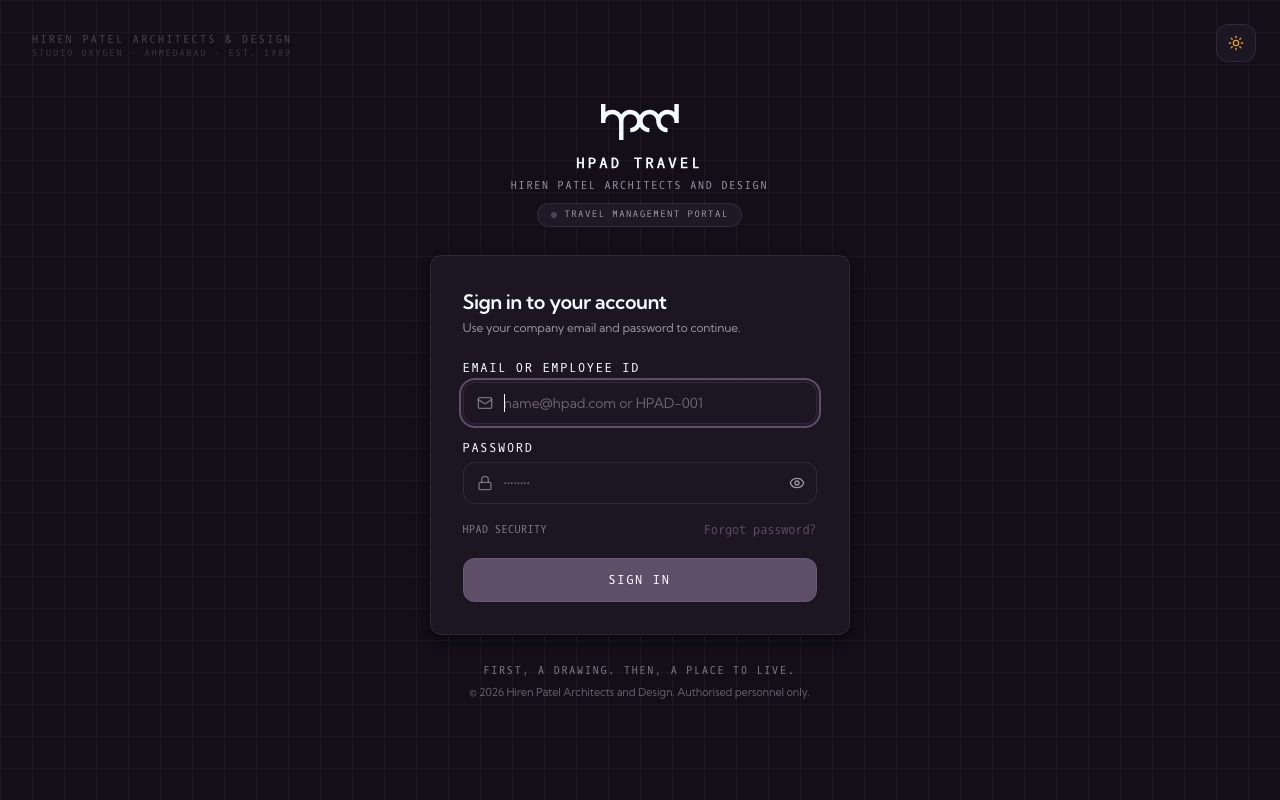 HIREN PATEL ARCHITECTS & DESIGN
STUDIO OXYGEN · AHMEDABAD · EST. 1989
hpad
HPAD TRAVEL
HIREN PATEL ARCHITECTS AND DESIGN
TRAVEL MANAGEMENT PORTAL
Sign in to your account
Use your company email and password to continue.
EMAIL OR EMPLOYEE ID
name@hpad.com or HPAD-001
PASSWORD
········
HPAD SECURITY
Forgot password?
SIGN IN
FIRST, A DRAWING. THEN, A PLACE TO LIVE.
© 2026 Hiren Patel Architects and Design. Authorised personnel only.